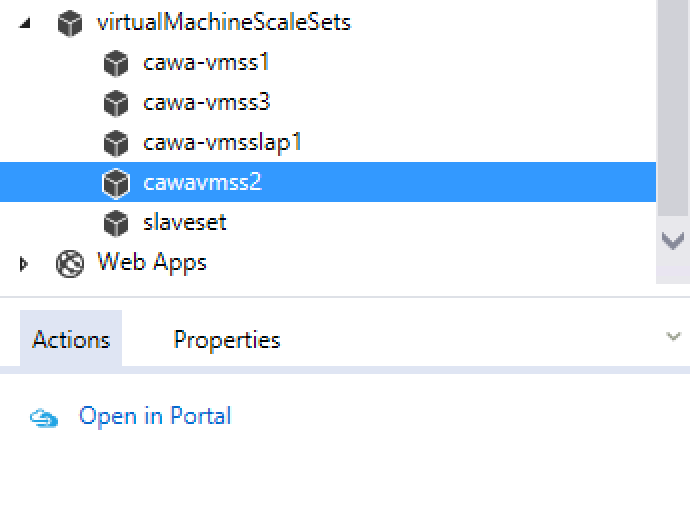 virtualMachineScaleSets
cawa-vmss1
cawa-vmss3
cawa-vmsslap1
cawavmss2
slaveset
Web Apps
Actions Properties
Open in Portal